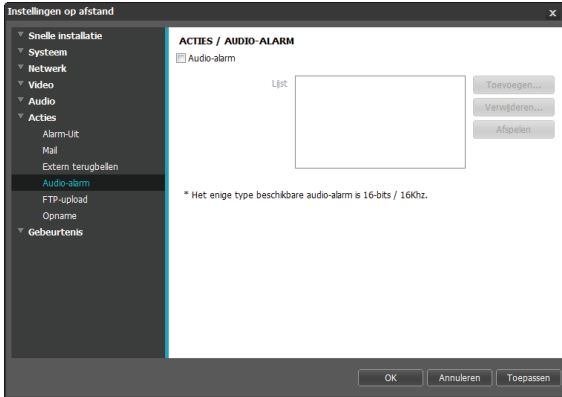 Instellingen op afstand
x
Snelle installatie
Systeem
Netwerk
Video
Audio
Acties
Alarm-Uit
Mail
Extern terugbellen
Audio-alarm
FTP-upload
Opname
Gebeurtenis
ACTIES / AUDIO-ALARM
Audio-alarm
Lijst
Toevoegen...
Verwijderen...
Afspelen
* Het enige type beschikbare audio-alarm is 16-bits / 16Khz.
OK
Annuleren
Toepassen